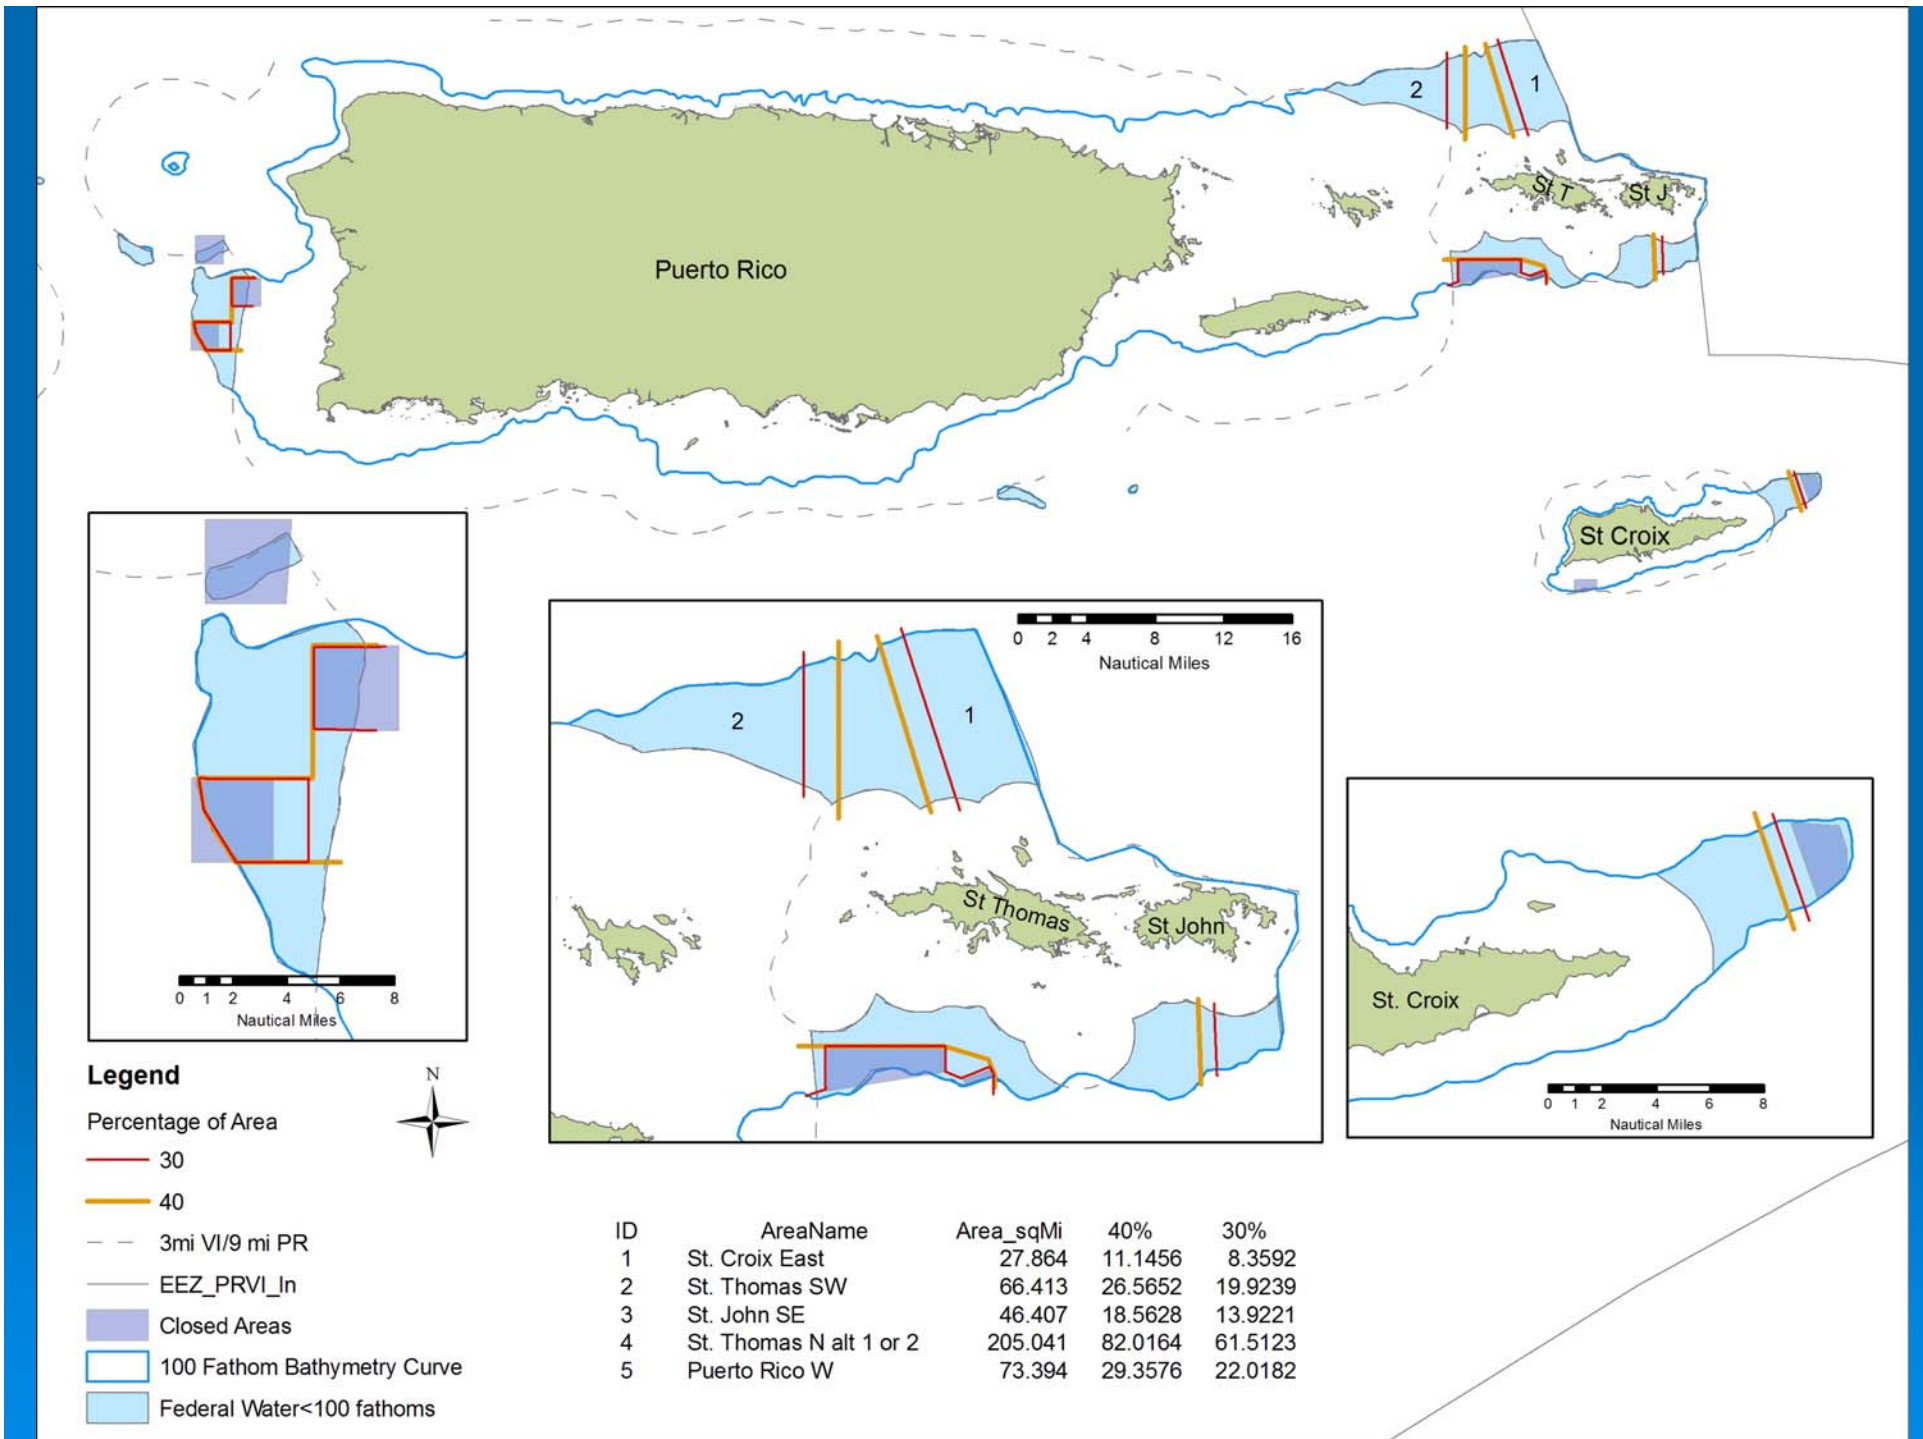 2
1
St T
St J
Puerto Rico
St Croix
0 2 4 8 12 16
Nautical Miles
2
1
St Thomas
St John
St. Croix
0 1 2 4 6 8
Nautical Miles
0 1 2 4 6 8
Nautical Miles
Legend
N
Percentage of Area
30
40
3mi VI/9 mi PR
EEZ_PRVI_ln
Closed Areas
100 Fathom Bathymetry Curve
Federal Water<100 fathoms
ID AreaName Area_sqMi 40% 30%
1 St. Croix East 27.864 11.1456 8.3592
2 St. Thomas SW 66.413 26.5652 19.9239
3 St. John SE 46.407 18.5628 13.9221
4 St. Thomas N alt 1 or 2 205.041 82.0164 61.5123
5 Puerto Rico W 73.394 29.3576 22.0182